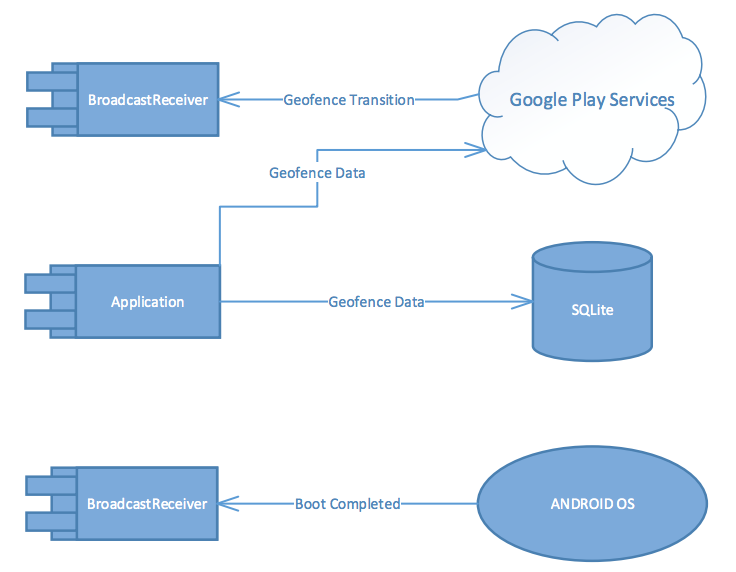 BroadcastReceiver
Geofence Transition
Google Play Services
Geofence Data
Application
Geofence Data
SQLite
BroadcastReceiver
Boot Completed
ANDROID OS